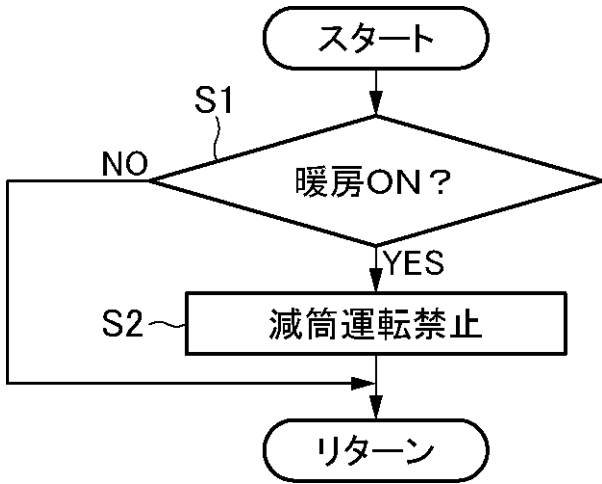 スタート
S1
NO
暖房ON？
YES
S2
減筒運転禁止
リターン